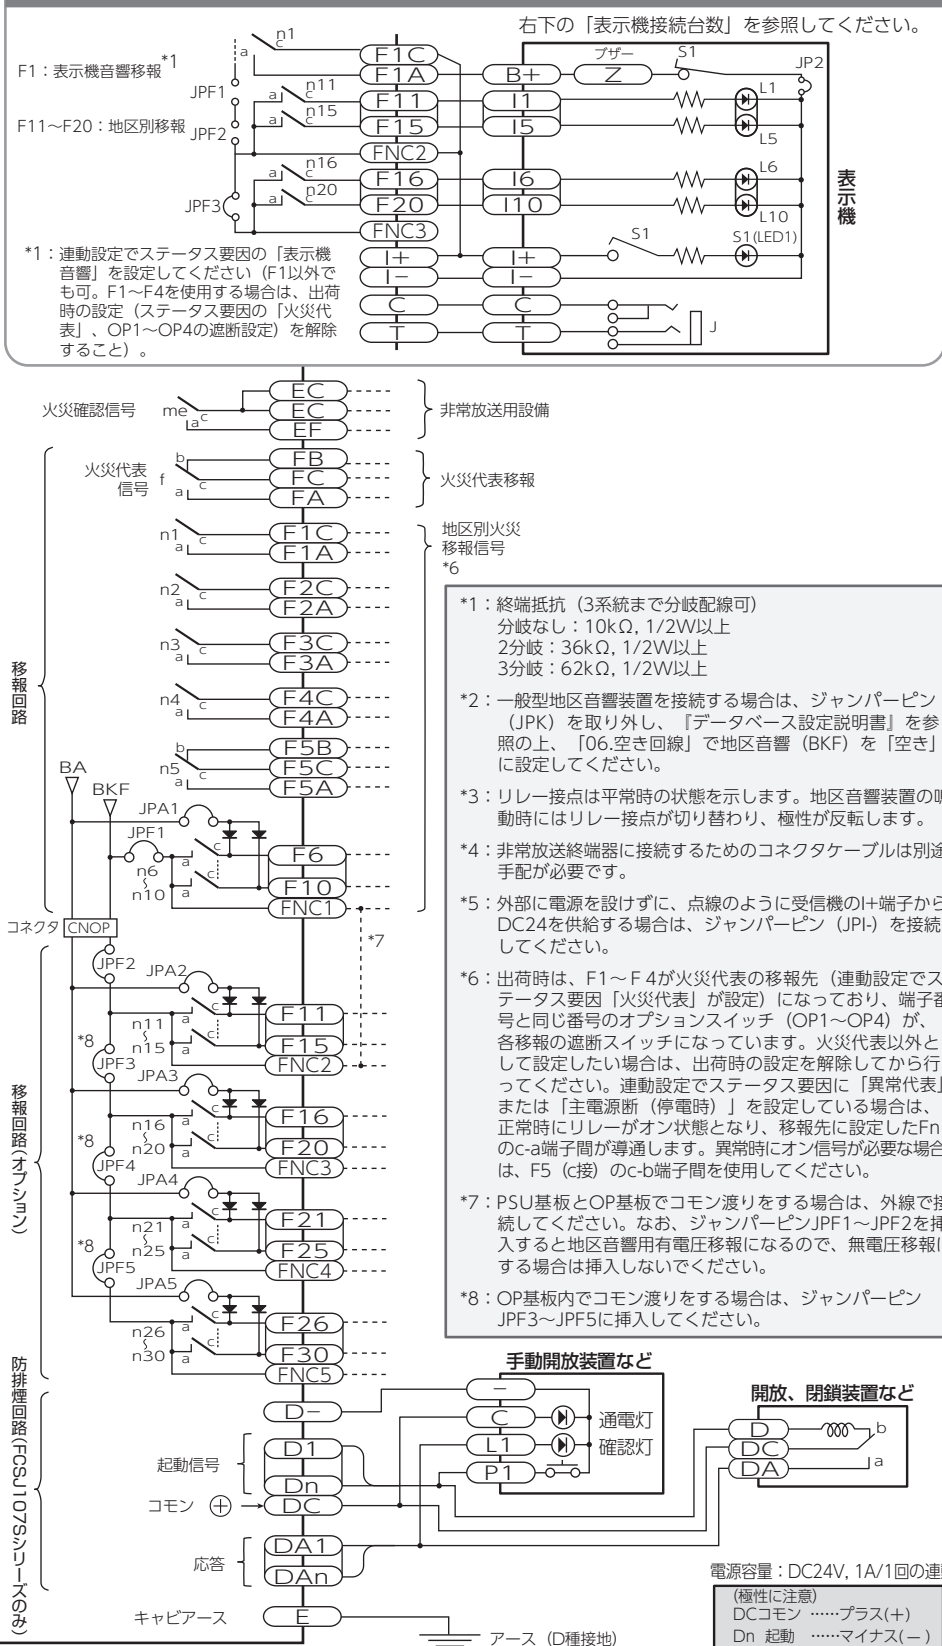 右下の「表示機接続台数」を参照してください。
F1：表示機音響移報*1
F11～F20：地区別移報
JPF1
JPF2
JPF3
a
n1
c
a
n11
c
a
n15
c
a
n16
c
a
n20
c
F1C
F1A
F11
F15
FNC2
F16
F20
FNC3
I+
I−
C
T
B+
I1
I5
I6
I10
I+
I−
C
T
ブザー
Z
S1
JP2
L1
L5
L6
L10
S1
S1(LED1)
J
表示機
*1：連動設定でステータス要因の「表示機
音響」を設定してください（F1以外で
も可。F1～F4を使用する場合は、出荷
時の設定（ステータス要因の「火災代
表」、OP1～OP4の遮断設定）を解除
すること）。
火災確認信号
me
a
c
EC
EC
EF
非常放送用設備
火災代表
信号
f
b
c
a
FB
FC
FA
火災代表移報
n1
a
c
F1C
F1A
地区別火災
移報信号
*6
n2
a
c
F2C
F2A
n3
a
c
F3C
F3A
n4
a
c
F4C
F4A
n5
b
c
a
F5B
F5C
F5A
移報回路
BA
BKF
JPA1
JPF1
n6
～
n10
a
c
a
F6
F10
FNC1
*7
コネクタ CNOP
JPF2
JPA2
n11
～
n15
a
c
a
c
F11
F15
FNC2
*8
JPF3
JPA3
n16
～
n20
a
c
a
c
F16
F20
FNC3
*8
JPF4
JPA4
n21
～
n25
a
c
a
c
F21
F25
FNC4
*8
JPF5
JPA5
n26
～
n30
a
c
a
c
F26
F30
FNC5
移報回路(オプション)
*1：終端抵抗（3系統まで分岐配線可）
分岐なし：10kΩ, 1/2W以上
2分岐：36kΩ, 1/2W以上
3分岐：62kΩ, 1/2W以上
*2：一般型地区音響装置を接続する場合は、ジャンパーピン
（JPK）を取り外し、『データベース設定説明書』を参
照の上、「06.空き回線」で地区音響（BKF）を「空き」
に設定してください。
*3：リレー接点は平常時の状態を示します。地区音響装置の
動時にはリレー接点が切り替わり、極性が反転します。
*4：非常放送終端器に接続するためのコネクタケーブルは別途
手配が必要です。
*5：外部に電源を設けずに、点線のように受信機のI+端子から
DC24を供給する場合は、ジャンパーピン（JPI-）を接続
してください。
*6：出荷時は、F1～F 4が火災代表の移報先（連動設定でス
テータス要因「火災代表」が設定）になっており、端子番
号と同じ番号のオプションスイッチ（OP1～OP4）が、
各移報の遮断スイッチになっています。火災代表以外と
して設定したい場合は、出荷時の設定を解除してから行
ってください。連動設定でステータス要因に「異常代表」
または「主電源断（停電時）」を設定している場合は、
正常時にリレーがオン状態となり、移報先に設定したFn
のc-a端子間が導通します。異常時にオン信号が必要な場合
は、F5（c接）のc-b端子間を使用してください。
*7：PSU基板とOP基板でコモン渡りをする場合は、外線で接
続してください。なお、ジャンパーピンJPF1～JPF2を挿
入すると地区音響用有電圧移報になるので、無電圧移報に
する場合は挿入しないでください。
*8：OP基板内でコモン渡りをする場合は、ジャンパーピン
JPF3～JPF5に挿入してください。
防排煙回路(FCSJ107Sシリーズのみ)
起動信号
コモン ⊕
応答
キャビアース
D−
D1
Dn
DC
DA1
DAn
E
アース（D種接地）
手動開放装置など
−
C
L1
P1
通電灯
確認灯
開放、閉鎖装置など
D
DC
DA
b
a
電源容量：DC24V, 1A/1回の連
(極性に注意)
DCコモン ……プラス(+)
Dn 起動 ……マイナス(−)